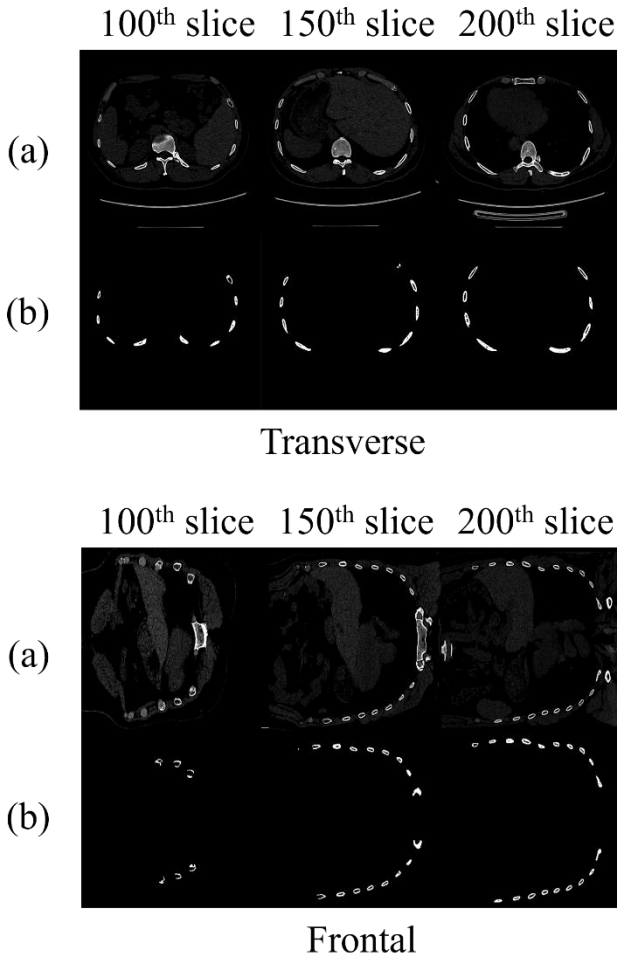 100th slice 150th slice 200th slice
(a)
(b)
Transverse
100th slice 150th slice 200th slice
(a)
(b)
Frontal